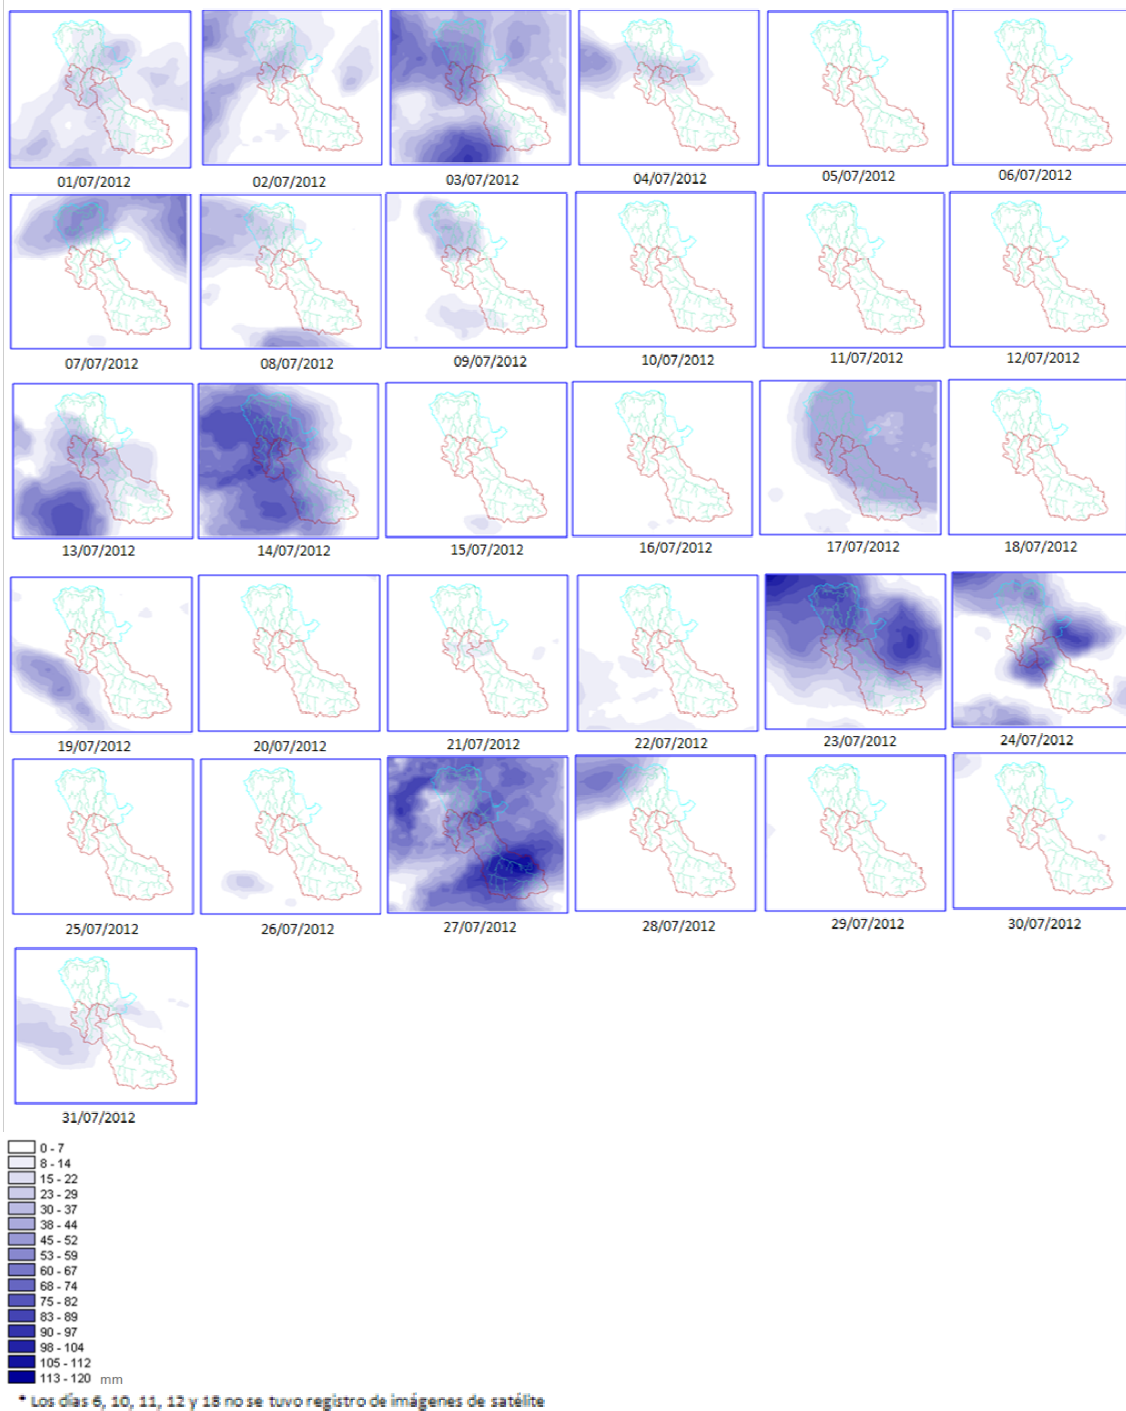 01/07/2012 02/07/2012 03/07/2012 04/07/2012 05/07/2012 06/07/2012
07/07/2012 08/07/2012 09/07/2012 10/07/2012 11/07/2012 12/07/2012
13/07/2012 14/07/2012 15/07/2012 16/07/2012 17/07/2012 18/07/2012
19/07/2012 20/07/2012 21/07/2012 22/07/2012 23/07/2012 24/07/2012
25/07/2012 26/07/2012 27/07/2012 28/07/2012 29/07/2012 30/07/2012
31/07/2012
0 - 7
8 - 14
15 - 22
23 - 29
30 - 37
38 - 44
45 - 52
53 - 59
60 - 67
68 - 74
75 - 82
83 - 89
90 - 97
98 - 104
105 - 112
113 - 120 mm
* Los días 6, 10, 11, 12 y 18 no se tuvo registro de imágenes de satélite